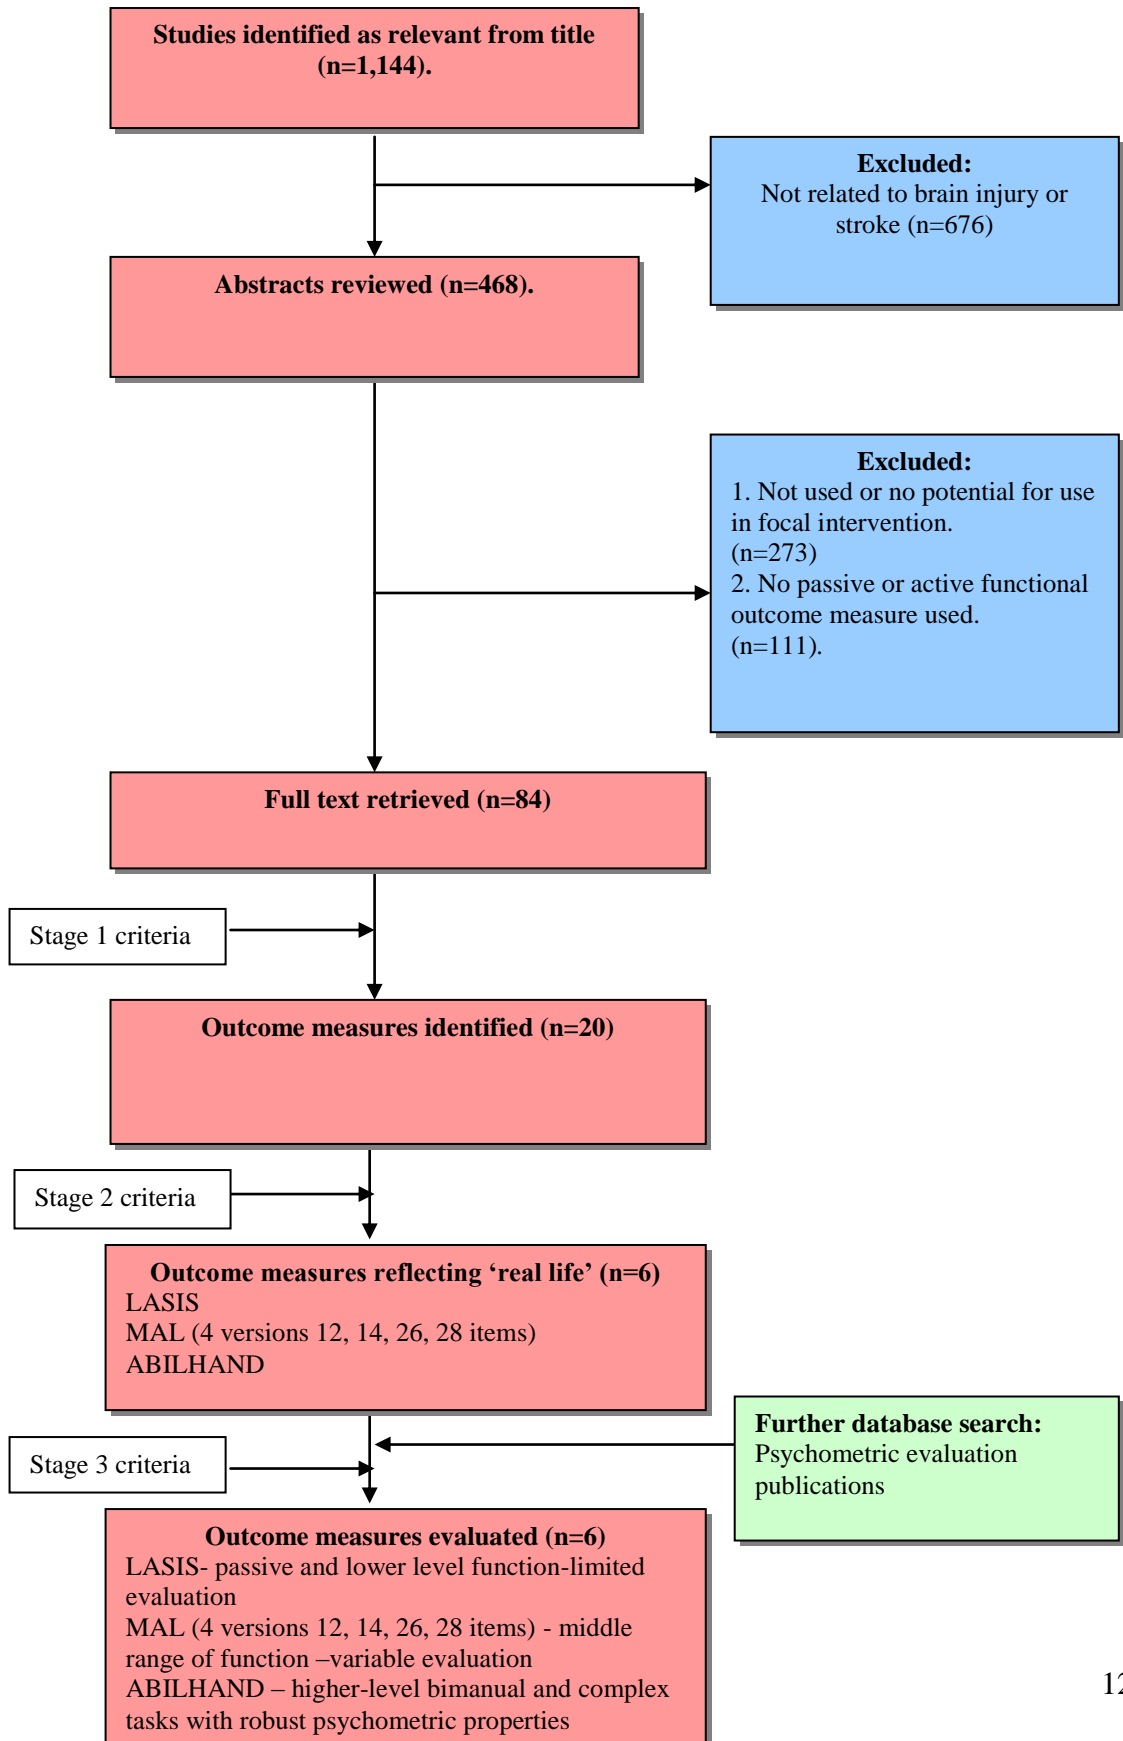 Studies identified as relevant from title
(n=1,144).
Excluded:
Not related to brain injury or
stroke (n=676)
Abstracts reviewed (n=468).
Excluded:
1. Not used or no potential for use
in focal intervention.
(n=273)
2. No passive or active functional
outcome measure used.
(n=111).
Full text retrieved (n=84)
Stage 1 criteria
Outcome measures identified (n=20)
Stage 2 criteria
Outcome measures reflecting ‘real life’ (n=6)
LASIS
MAL (4 versions 12, 14, 26, 28 items)
ABILHAND
Further database search:
Psychometric evaluation
publications
Stage 3 criteria
Outcome measures evaluated (n=6)
LASIS- passive and lower level function-limited
evaluation
MAL (4 versions 12, 14, 26, 28 items) - middle
range of function –variable evaluation
ABILHAND – higher-level bimanual and complex
tasks with robust psychometric properties
12